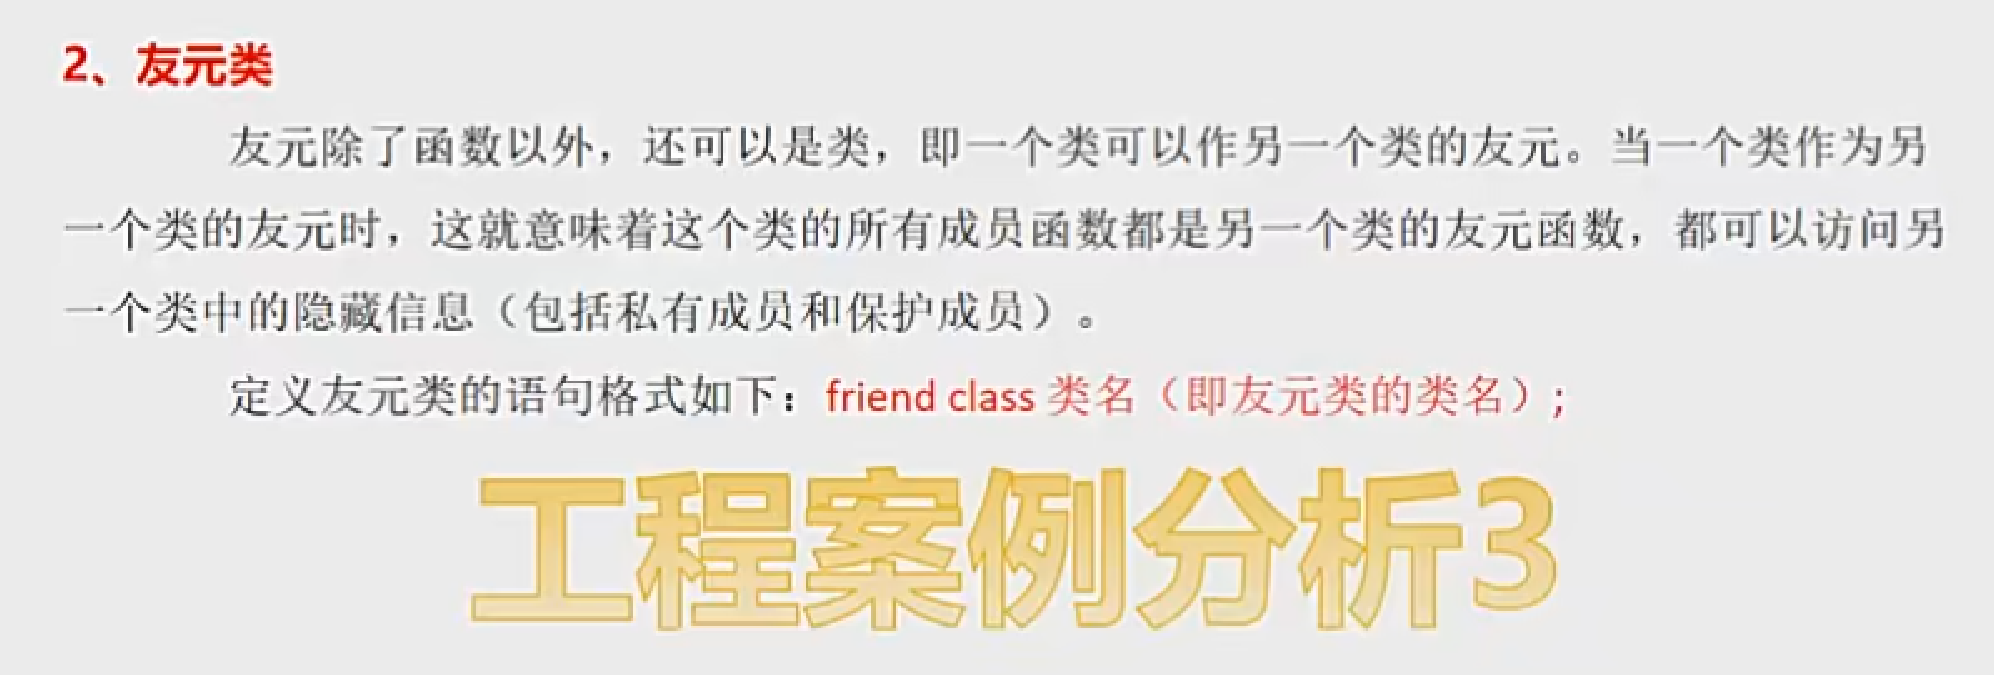 2、友元类
友元除了函数以外，还可以是类，即一个类可以作另一个类的友元。当一个类作为另
一个类的友元时，这就意味着这个类的所有成员函数都是另一个类的友元函数，都可以访问另
一个类中的隐藏信息（包括私有成员和保护成员）。
定义友元类的语句格式如下：friend class 类名（即友元类的类名）;
工程案例分析3